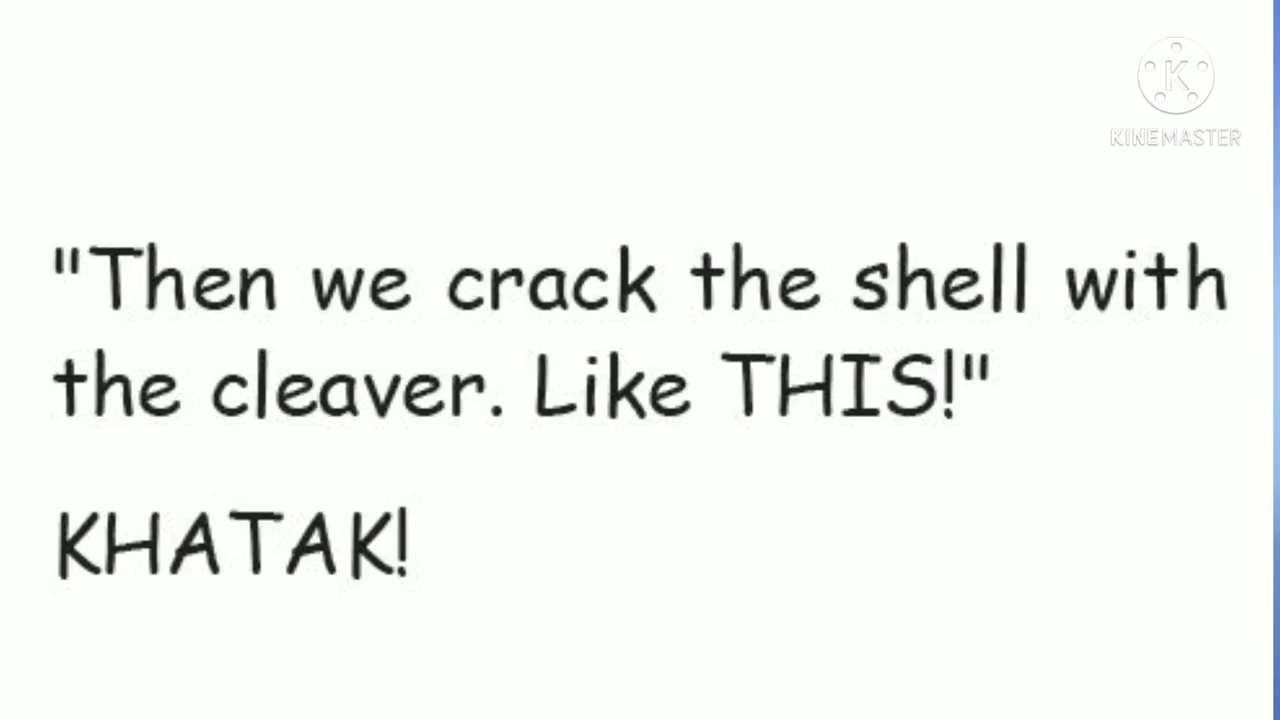 KINEMASTER
"Then we crack the shell with
the cleaver. Like THIS!"
KHATAK!